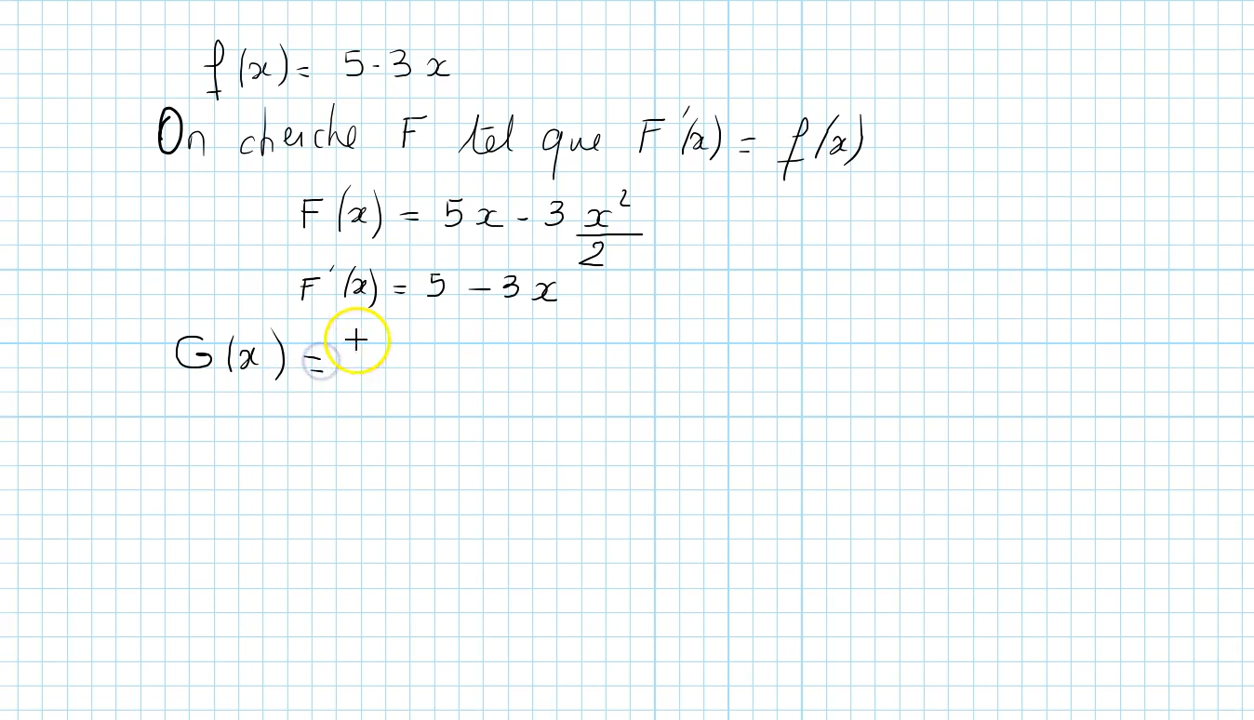 f(x) = 5-3x
On cherche F tel que F'(x) = f(x)
F(x) = 5x - 3 x²/2
F'(x) = 5 - 3x
G(x) =